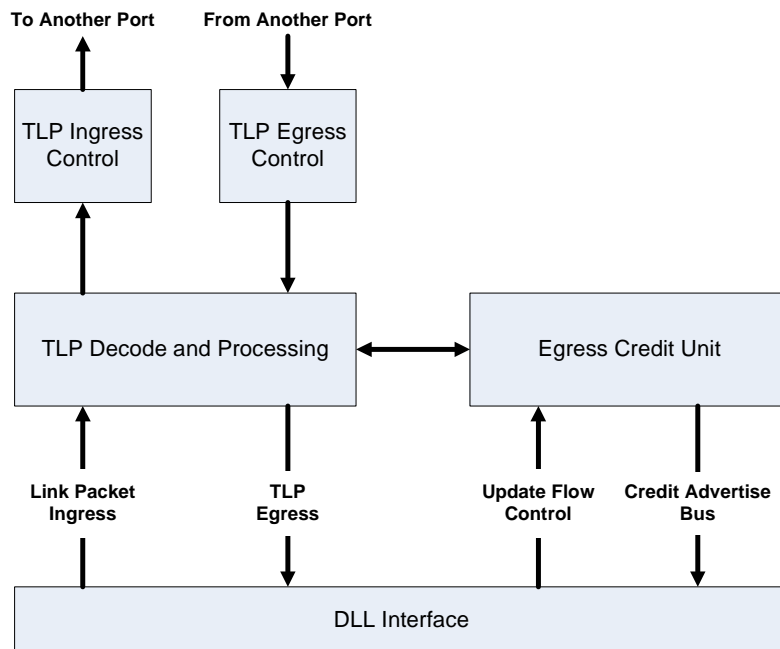 To Another Port
From Another Port
TLP Ingress
Control
TLP Egress
Control
TLP Decode and Processing
Egress Credit Unit
Link Packet
Ingress
TLP
Egress
Update Flow
Control
Credit Advertise
Bus
DLL Interface